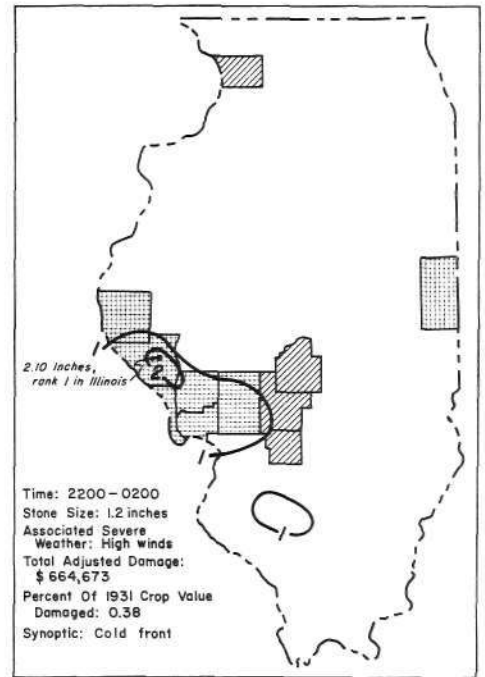 1
2
2.10 Inches,
rank 1 in Illinois
1
1
Time: 2200-0200
Stone Size: 1.2 inches
Associated Severe
Weather: High winds
Total Adjusted Damage:
$ 664,673
Percent Of 1931 Crop Value
Damaged: 0.38
Synoptic: Cold front